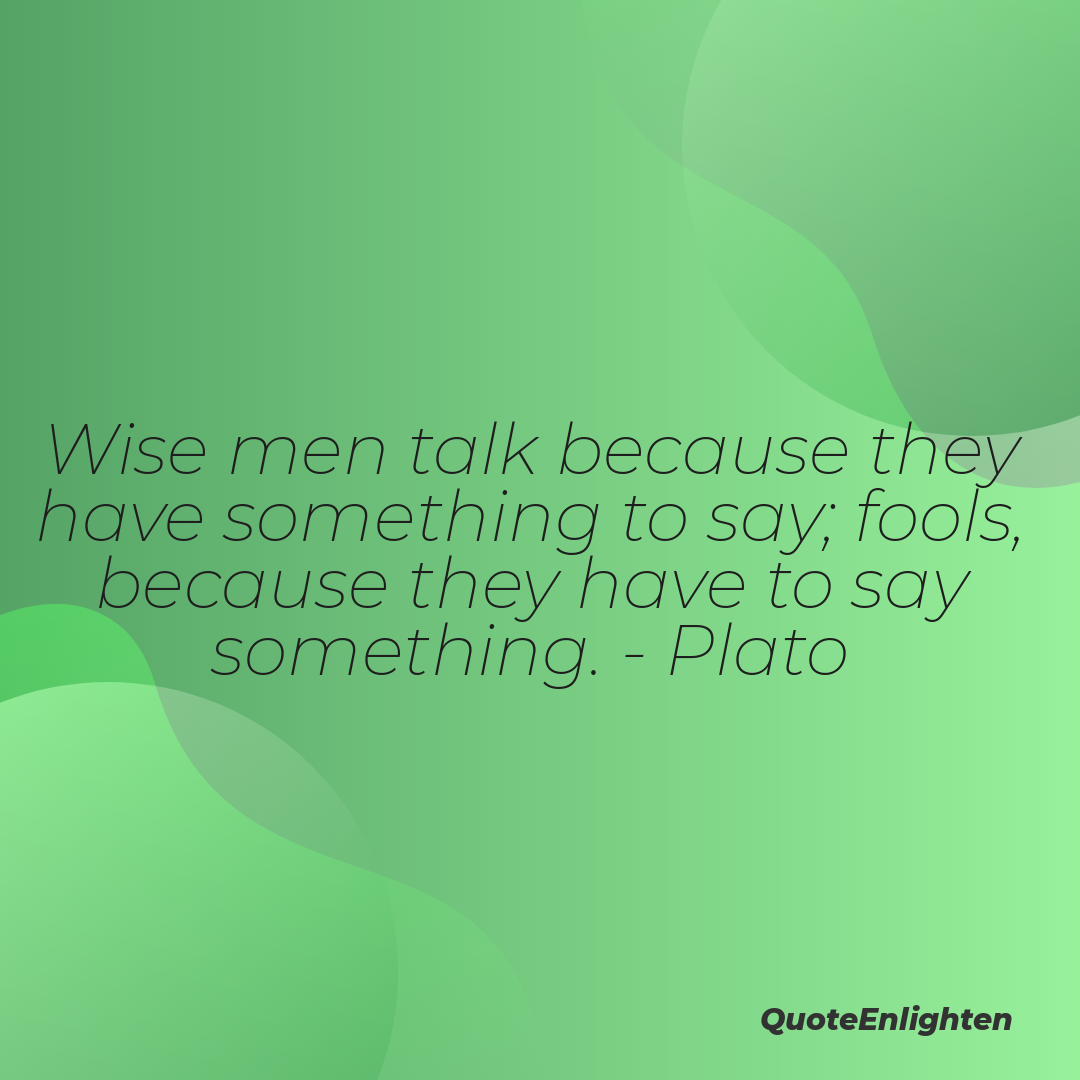 Wise men talk because they
have something to say; fools,
because they have to say
something. - Plato
QuoteEnlighten